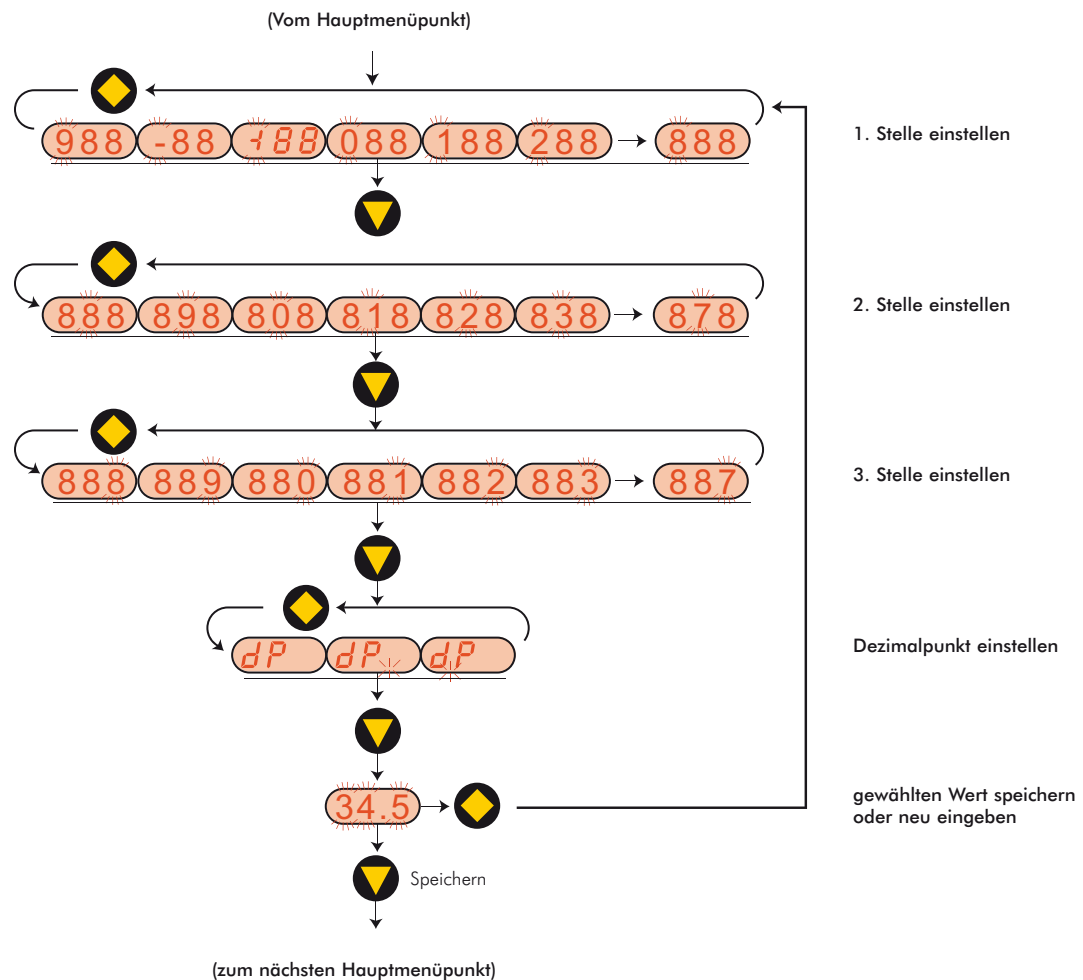 (Vom Hauptmenüpunkt)
988 -88 -188 088 188 288 888
1. Stelle einstellen
888 898 808 818 828 838 878
2. Stelle einstellen
888 889 880 881 882 883 887
3. Stelle einstellen
dP dP dP.
Dezimalpunkt einstellen
34.5
gewählten Wert speichern
oder neu eingeben
Speichern
(zum nächsten Hauptmenüpunkt)